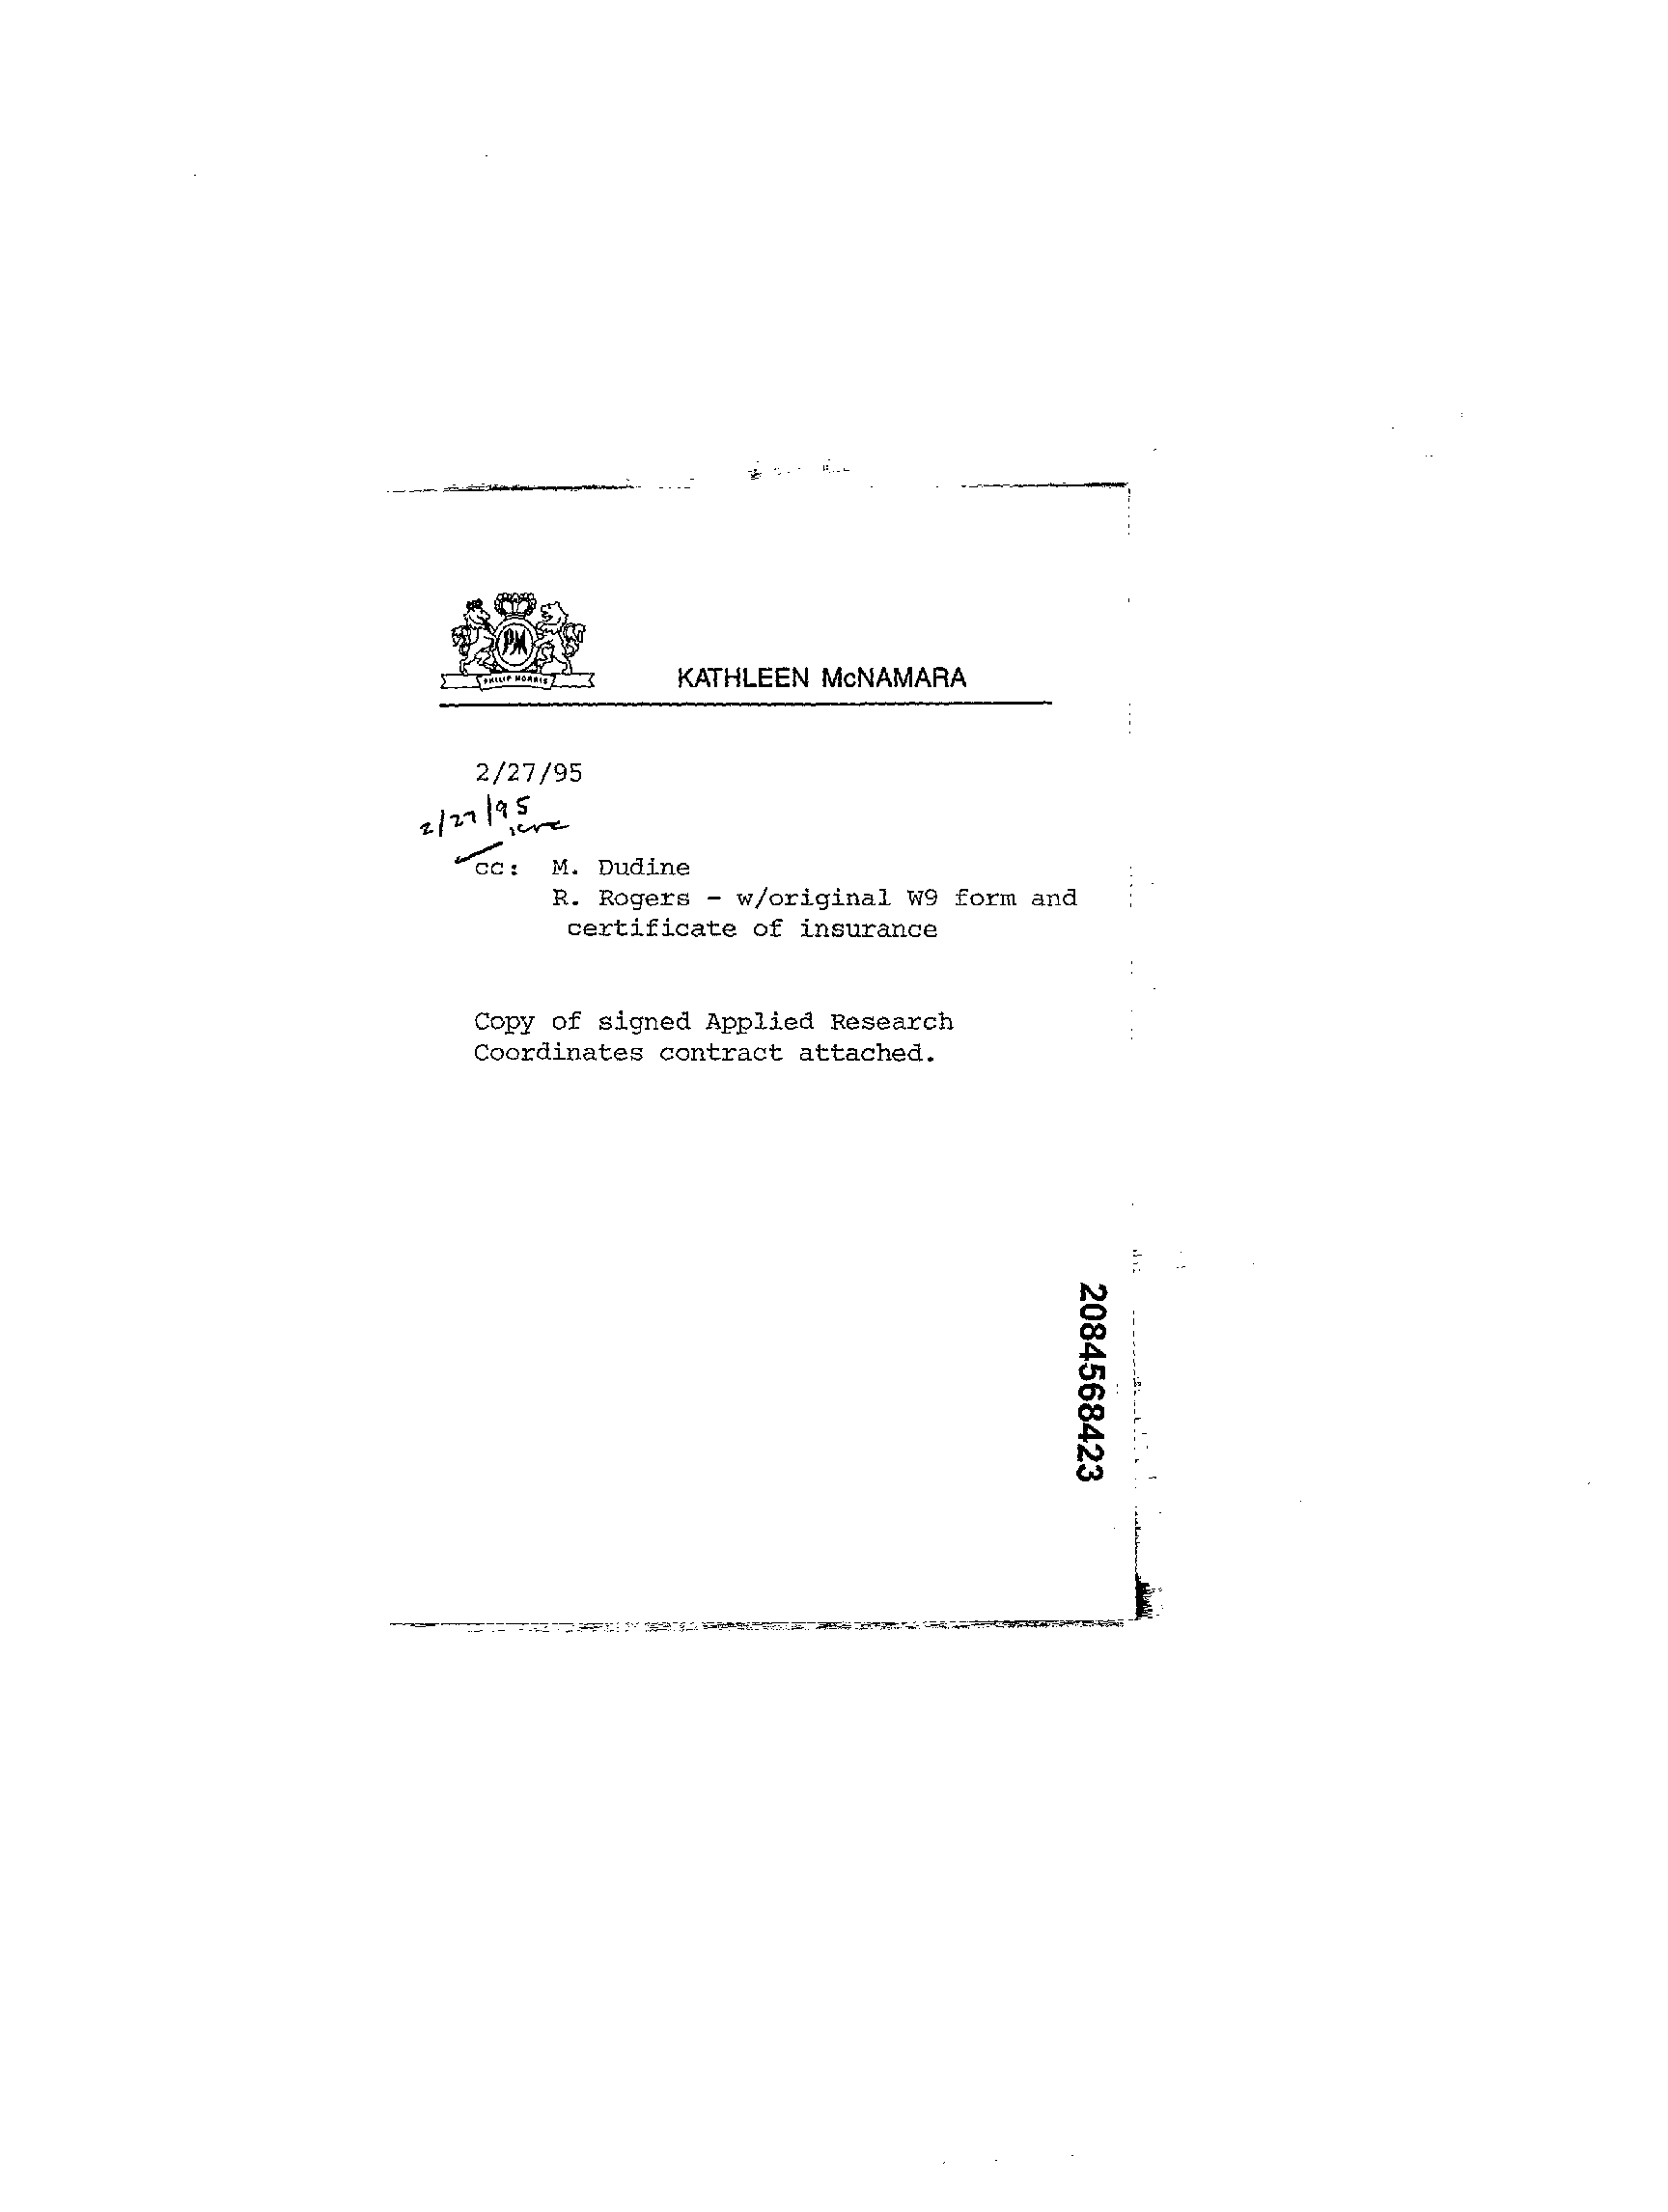 PM
PHILIP MORRIS
KATHLEEN McNAMARA
2/27/95
2/27/95
cc: M. Dudine
R. Rogers - w/original W9 form and
certificate of insurance
Copy of signed Applied Research
Coordinates contract attached.
2084568423